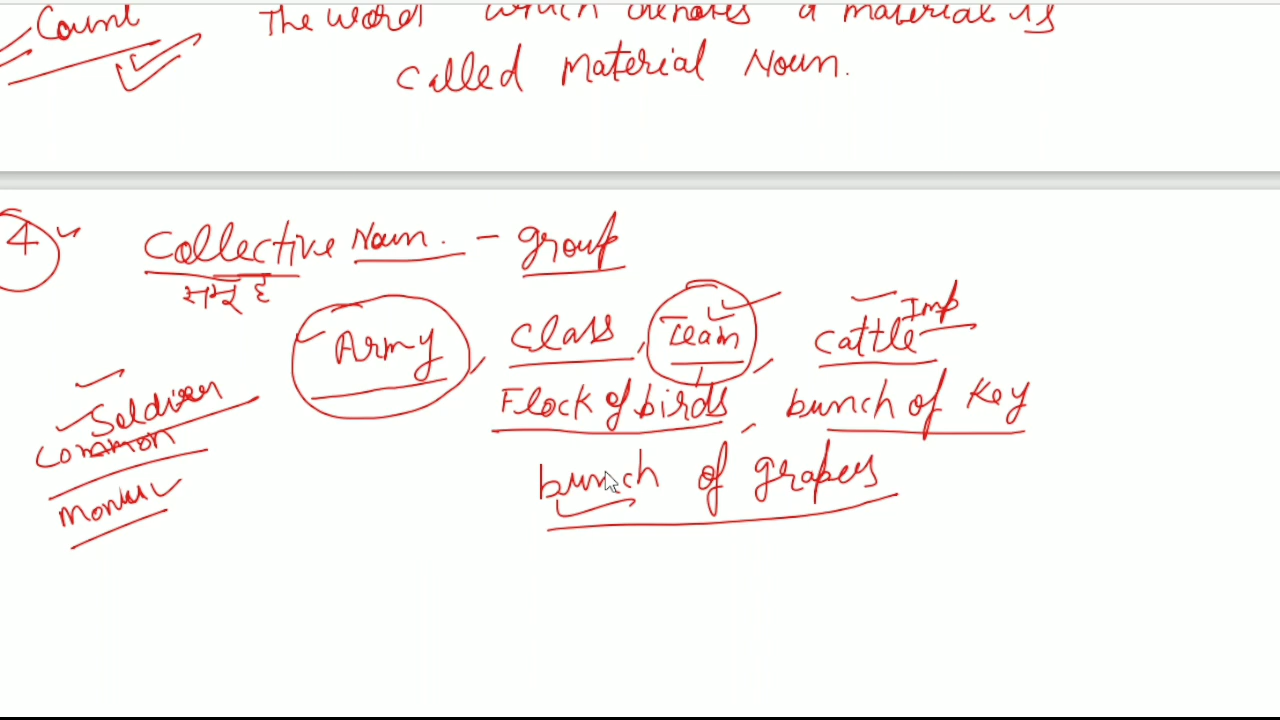 Count The word which denotes a material is
called Material Noun.
4 Collective Noun. - group
समूह
Army, class, Team, cattle Imp
Flock of birds, bunch of Key
Soldier
common
bunch of grapes